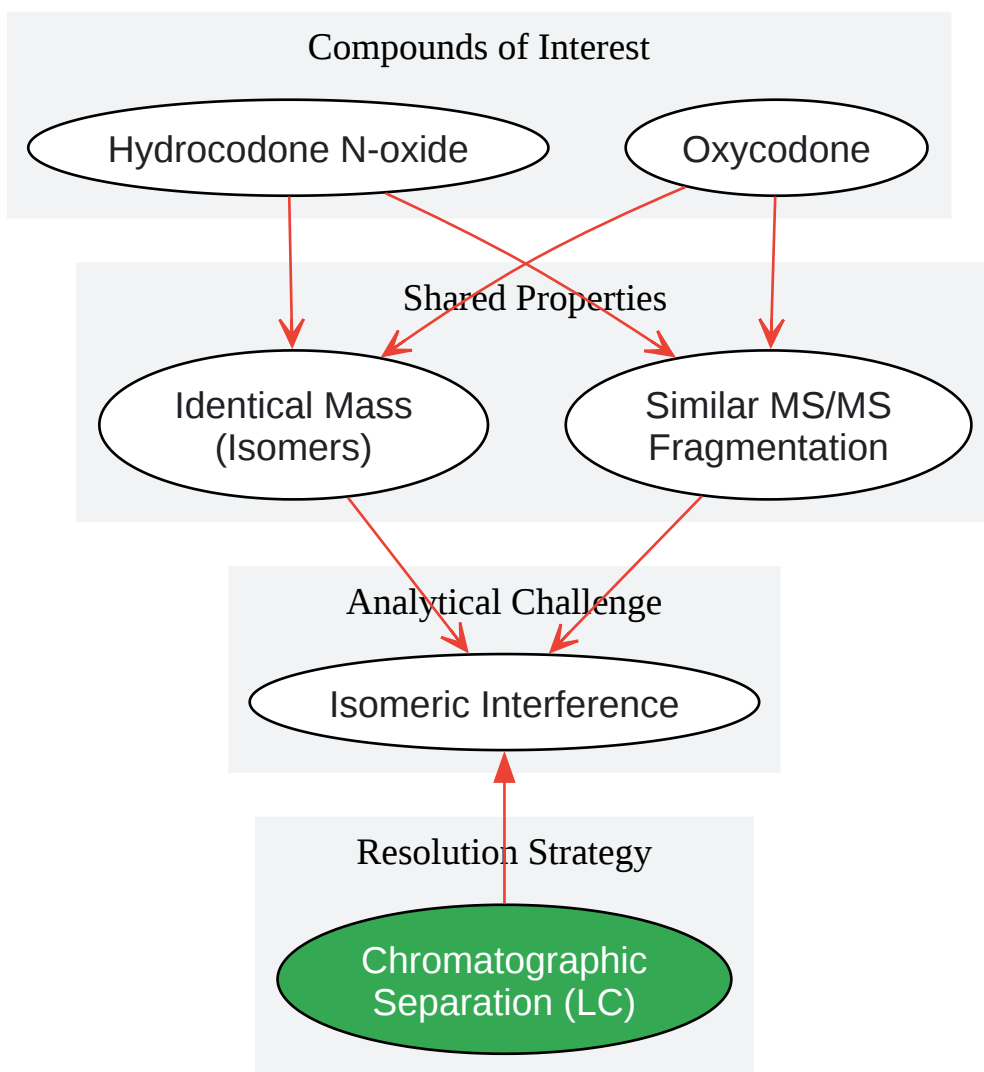 Compounds of Interest
Hydrocodone N-oxide
Oxycodone
Shared Properties
Identical Mass
(Isomers)
Similar MS/MS
Fragmentation
Analytical Challenge
Isomeric Interference
Resolution Strategy
Chromatographic
Separation (LC)